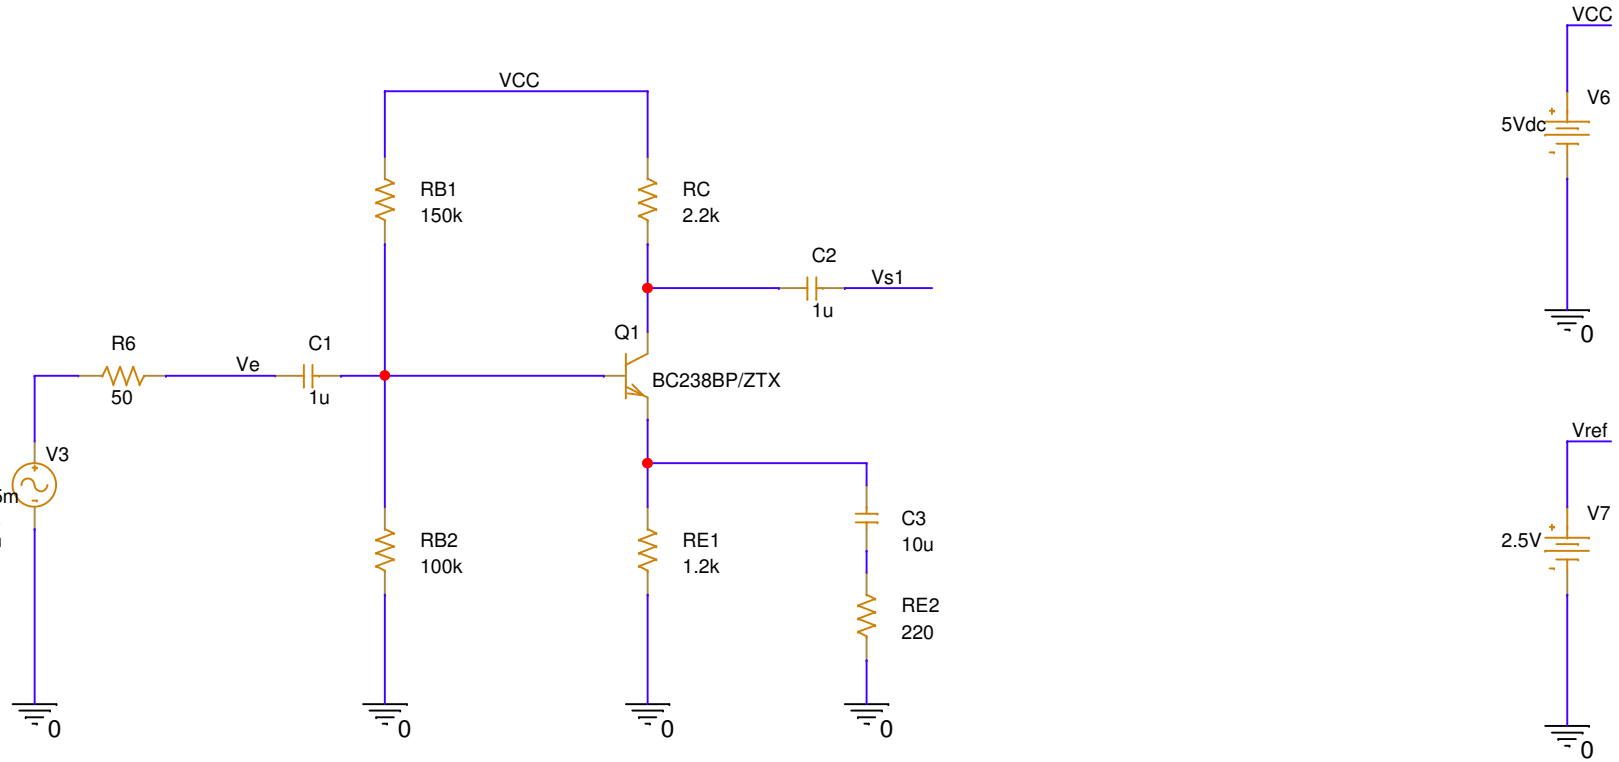 VCC
VCC
V6
5Vdc
0
RB1
150k
RC
2.2k
C2
Vs1
1u
Q1
BC238BP/ZTX
R6
50
Ve
C1
1u
V3
RB2
100k
RE1
1.2k
C3
10u
RE2
220
Vref
V7
2.5V
0
0
0
0
0